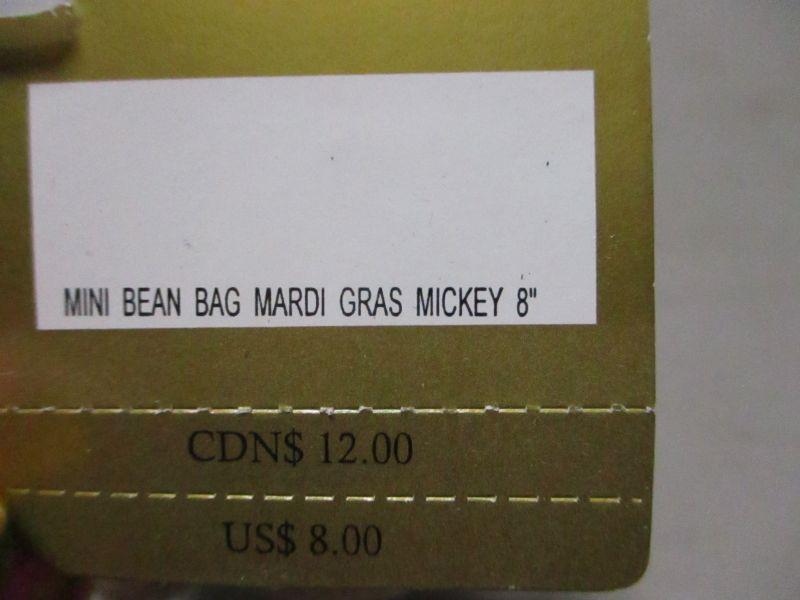 MINI BEAN BAG MARDI GRAS MICKEY 8"
CDN$ 12.00
US$ 8.00